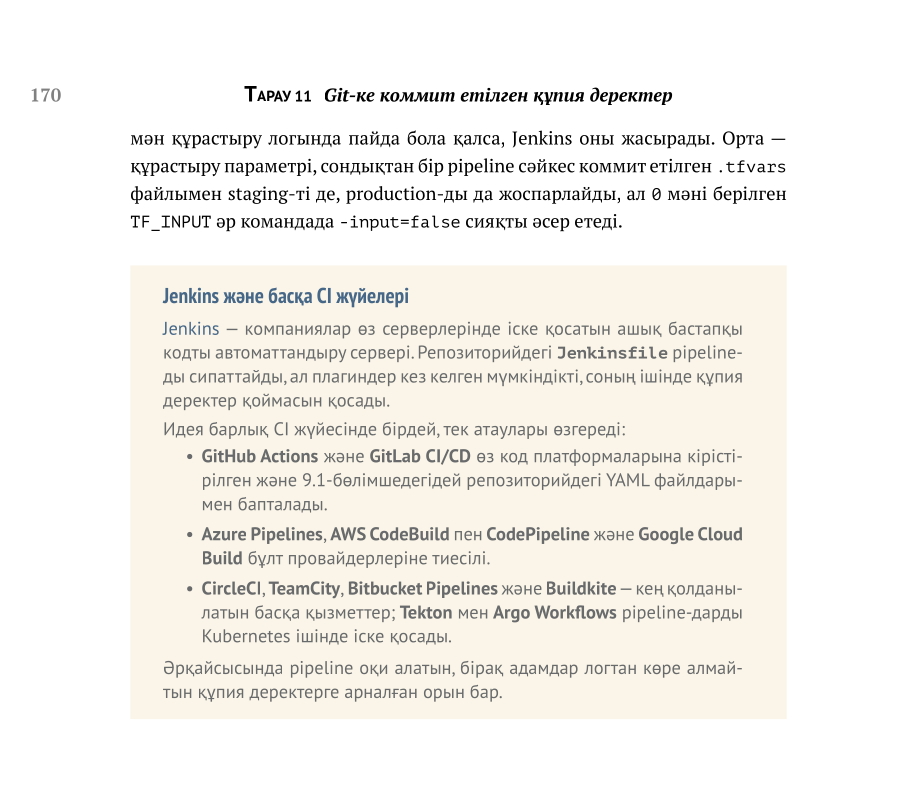 170
Тарау 11 Git-ке коммит етілген құпия деректер
мән құрастыру логында пайда бола қалса, Jenkins оны жасырады. Орта —
құрастыру параметрі, сондықтан бір pipeline сәйкес коммит етілген .tfvars
файлымен staging-ті де, production-ды да жоспарлайды, ал 0 мәні берілген
TF_INPUT әр командада -input=false сияқты әсер етеді.
Jenkins және басқа CI жүйелері
Jenkins — компаниялар өз серверлерінде іске қосатын ашық бастапқы
кодты автоматтандыру сервері. Репозиторийдегі Jenkinsfile pipeline-
ды сипаттайды, ал плагиндер кез келген мүмкіндікті, соның ішінде құпия
деректер қоймасын қосады.
Идея барлық CI жүйесінде бірдей, тек атаулары өзгереді:
• GitHub Actions және GitLab CI/CD өз код платформаларына кірісті-
рілген және 9.1-бөлімшедегідей репозиторийдегі YAML файлдары-
мен бапталады.
• Azure Pipelines, AWS CodeBuild пен CodePipeline және Google Cloud
Build бұлт провайдерлеріне тиесілі.
• CircleCI, TeamCity, Bitbucket Pipelines және Buildkite — кең қолданы-
латын басқа қызметтер; Tekton мен Argo Workflows pipeline-дарды
Kubernetes ішінде іске қосады.
Әрқайсысында pipeline оқи алатын, бірақ адамдар логтан көре алмай-
тын құпия деректерге арналған орын бар.